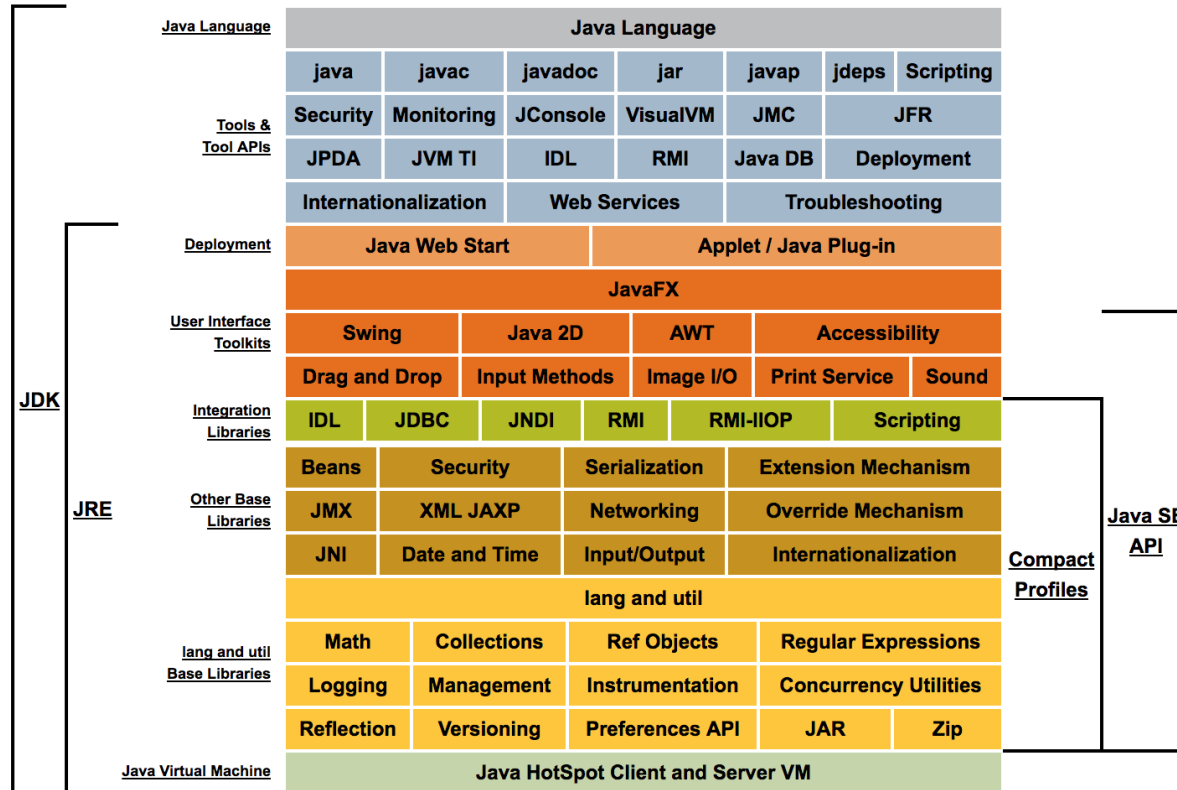 Java Language
Java Language
java javac javadoc jar javap jdeps Scripting
Security Monitoring JConsole VisualVM JMC JFR
Tools &
Tool APIs
JPDA JVM TI IDL RMI Java DB Deployment
Internationalization Web Services Troubleshooting
Deployment
Java Web Start Applet / Java Plug-in
JavaFX
User Interface
Toolkits
Swing Java 2D AWT Accessibility
Drag and Drop Input Methods Image I/O Print Service Sound
JDK
Integration
Libraries
IDL JDBC JNDI RMI RMI-IIOP Scripting
Beans Security Serialization Extension Mechanism
JRE
Other Base
Libraries
JMX XML JAXP Networking Override Mechanism
Java SE
API
JNI Date and Time Input/Output Internationalization
Compact
Profiles
lang and util
Math Collections Ref Objects Regular Expressions
lang and util
Base Libraries
Logging Management Instrumentation Concurrency Utilities
Reflection Versioning Preferences API JAR Zip
Java Virtual Machine
Java HotSpot Client and Server VM